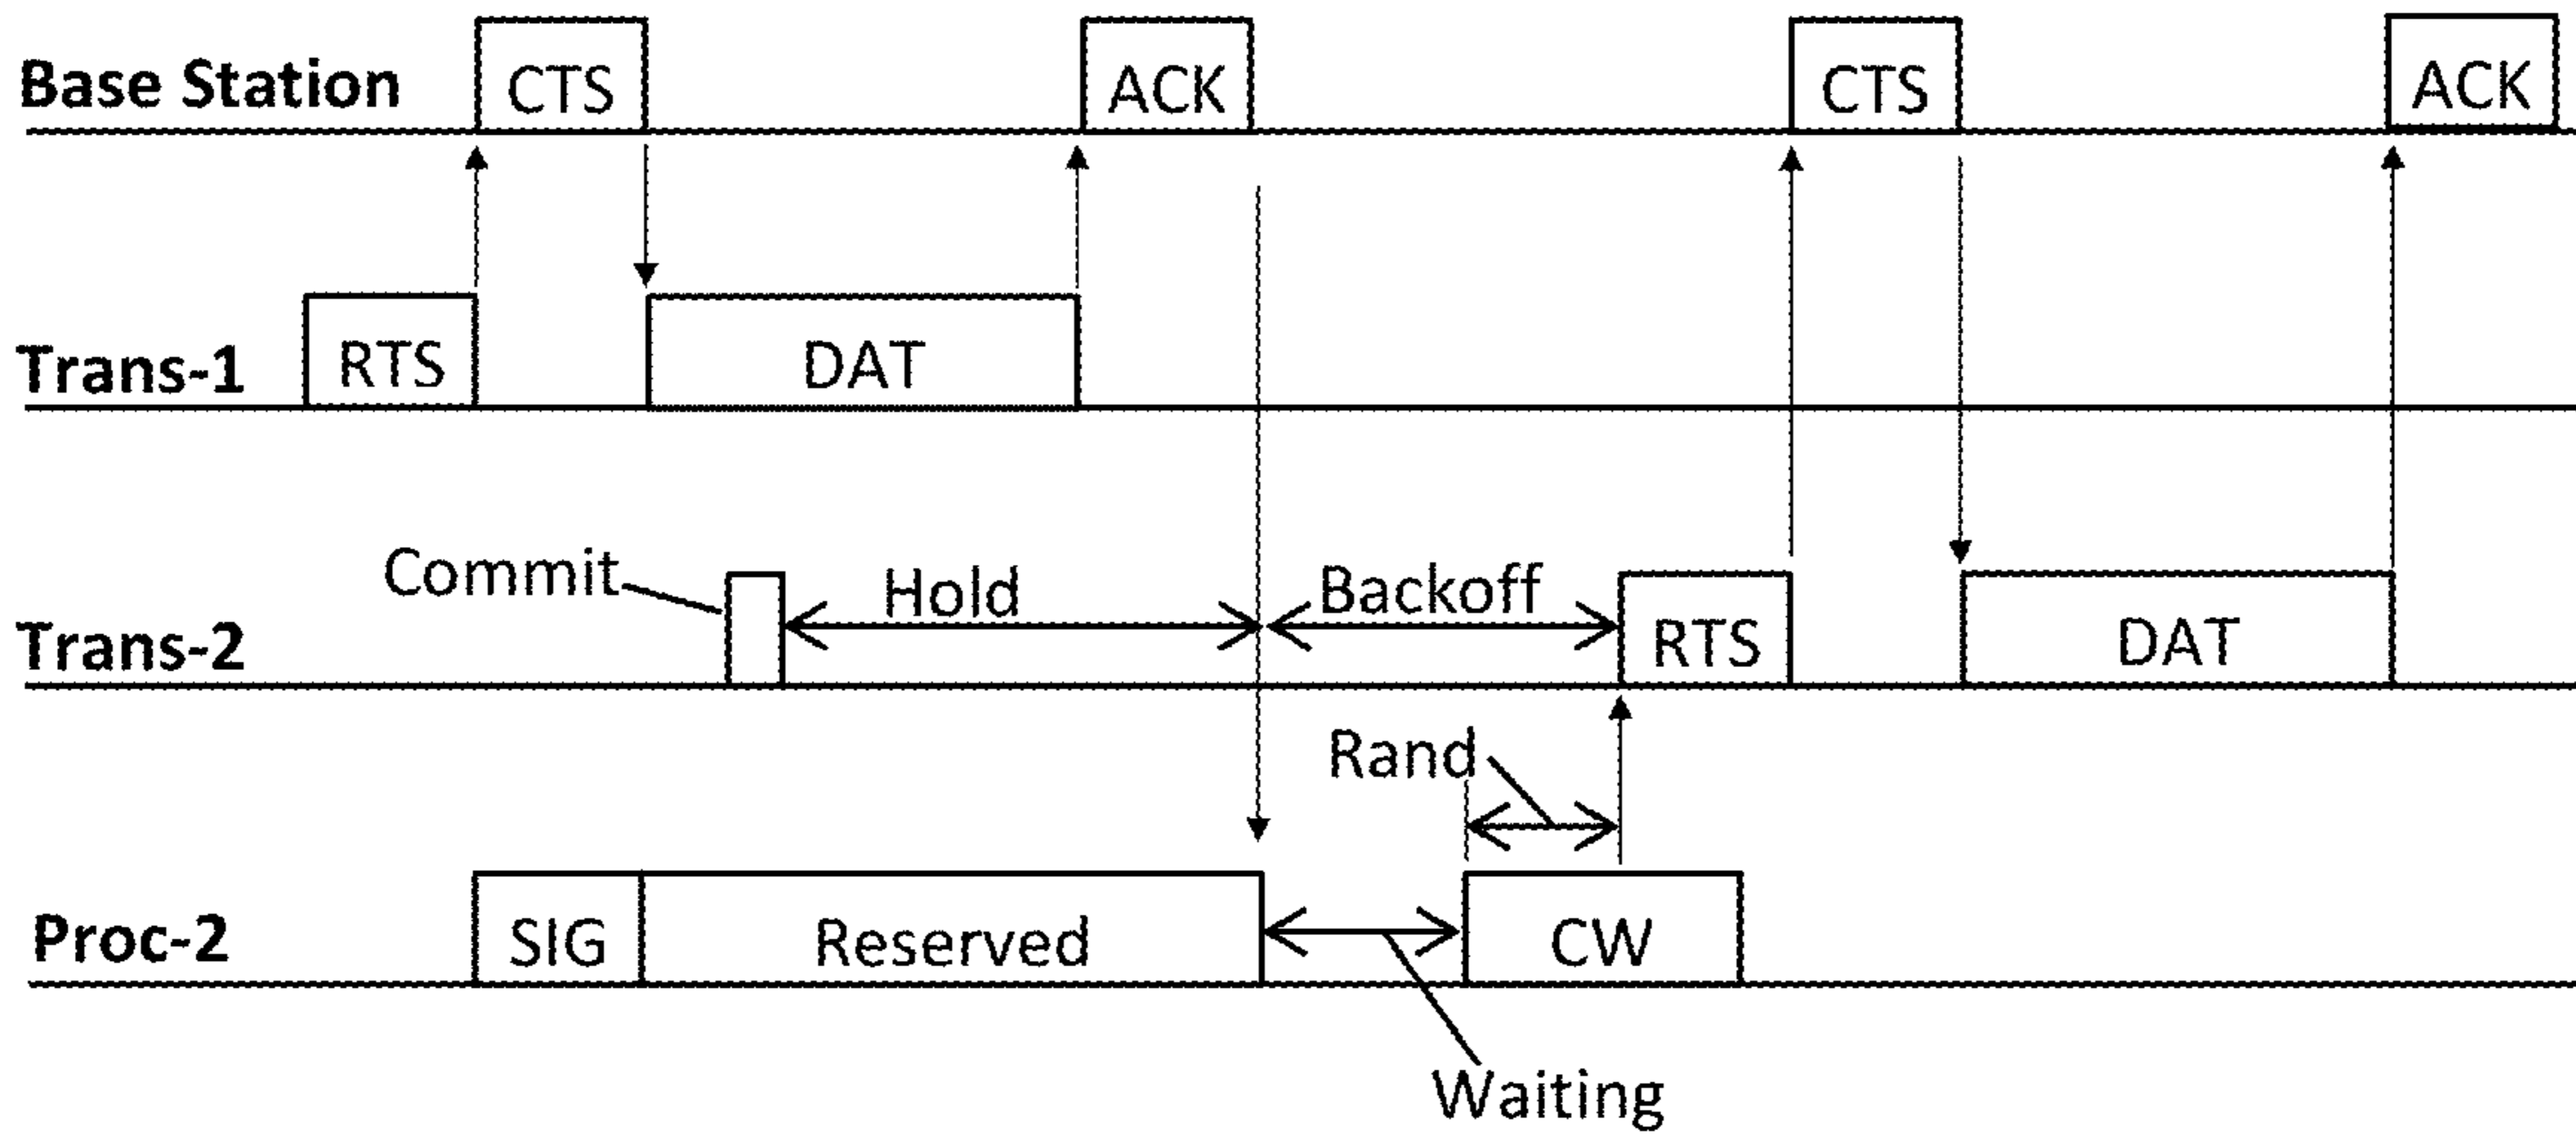 Base Station
CTS
ACK
CTS
ACK
Trans-1
RTS
DAT
Commit
Hold
Backoff
Trans-2
RTS
DAT
Rand
Proc-2
SIG
Reserved
CW
Waiting